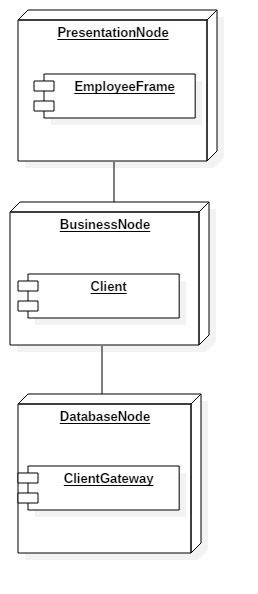 PresentationNode
EmployeeFrame
BusinessNode
Client
DatabaseNode
ClientGateway